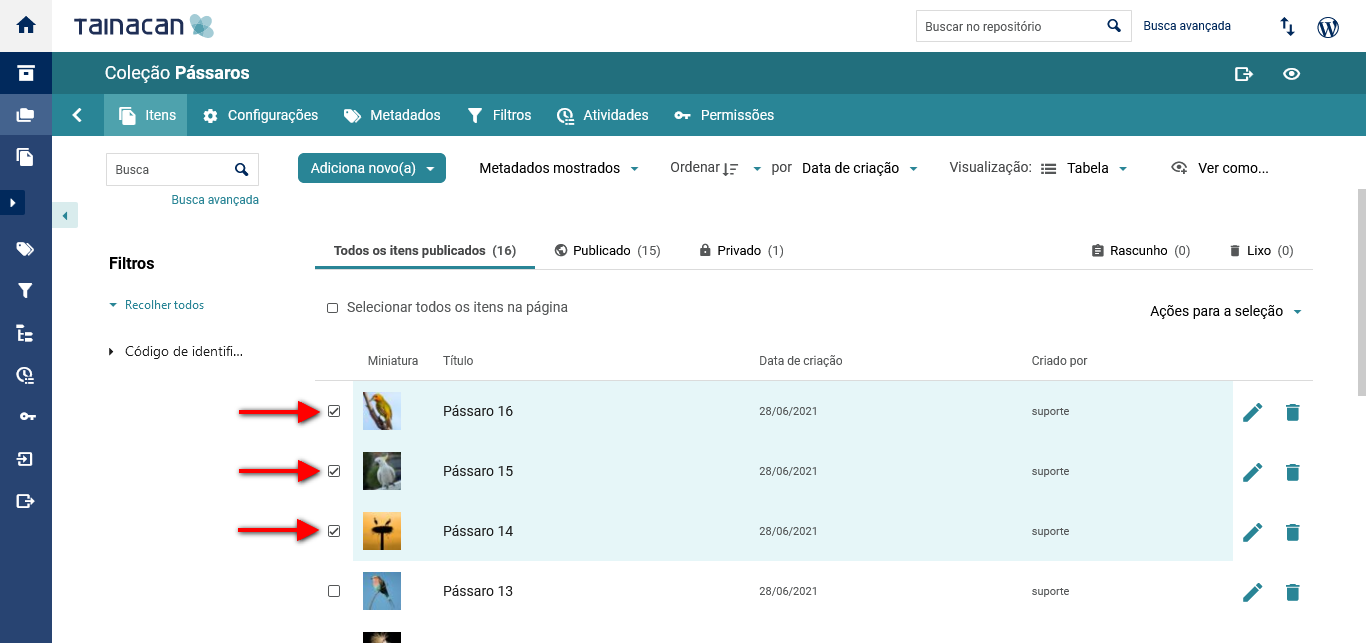 TAINACAN
Buscar no repositório
Busca avançada
Coleção Pássaros
Itens
Configurações
Metadados
Filtros
Atividades
Permissões
Busca
Adiciona novo(a)
Metadados mostrados
Ordenar
por
Data de criação
Visualização:
Tabela
Ver como...
Busca avançada
Todos os itens publicados (16)
Publicado (15)
Privado (1)
Rascunho (0)
Lixo (0)
Filtros
Recolher todos
Código de identifi...
Selecionar todos os itens na página
Ações para a seleção
Miniatura Título Data de criação Criado por
Pássaro 16 28/06/2021 suporte
Pássaro 15 28/06/2021 suporte
Pássaro 14 28/06/2021 suporte
Pássaro 13 28/06/2021 suporte